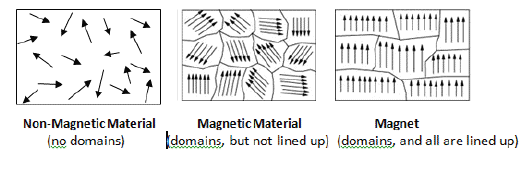 Non-Magnetic Material
(no domains)
Magnetic Material
(domains, but not lined up)
Magnet
(domains, and all are lined up)